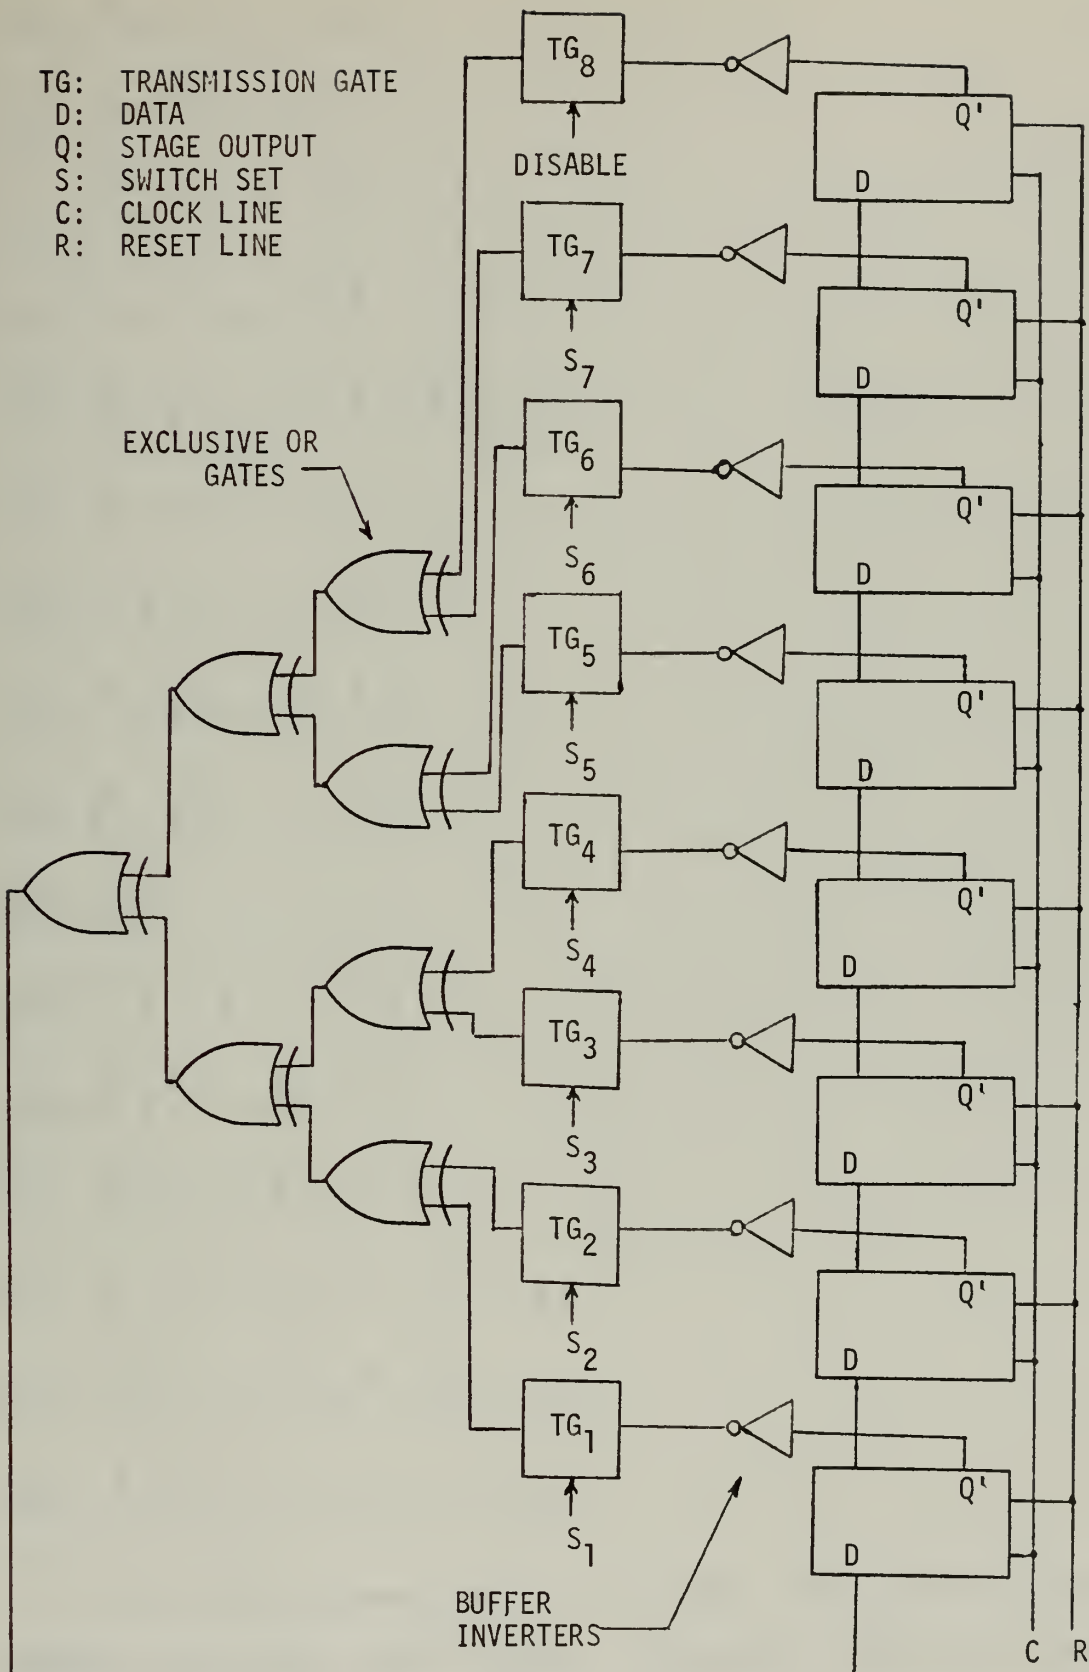 TG: TRANSMISSION GATE
D: DATA
Q: STAGE OUTPUT
S: SWITCH SET
C: CLOCK LINE
R: RESET LINE
TG8
DISABLE
Q'
D
TG7
S7
Q'
D
EXCLUSIVE OR
GATES
TG6
S6
Q'
D
TG5
S5
Q'
D
TG4
S4
Q'
D
TG3
S3
Q'
D
TG2
S2
Q'
D
TG1
S1
Q'
D
BUFFER
INVERTERS
C R